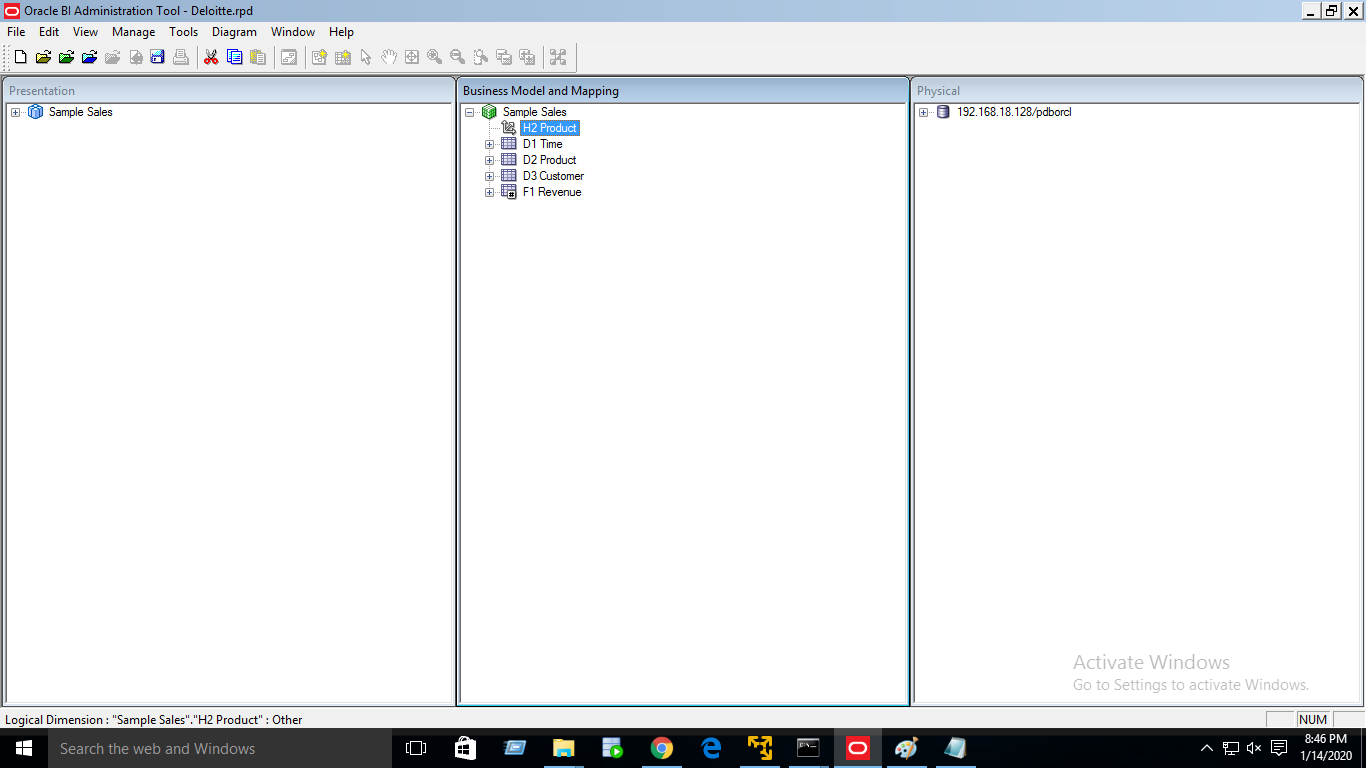 Oracle BI Administration Tool - Deloitte.rpd
File Edit View Manage Tools Diagram Window Help
Presentation
Sample Sales
Business Model and Mapping
Sample Sales
H2 Product
D1 Time
D2 Product
D3 Customer
F1 Revenue
Physical
192.168.18.128/pdborcl
Activate Windows
Go to Settings to activate Windows.
Logical Dimension : "Sample Sales"."H2 Product" : Other
NUM
Search the web and Windows
8:46 PM
1/14/2020